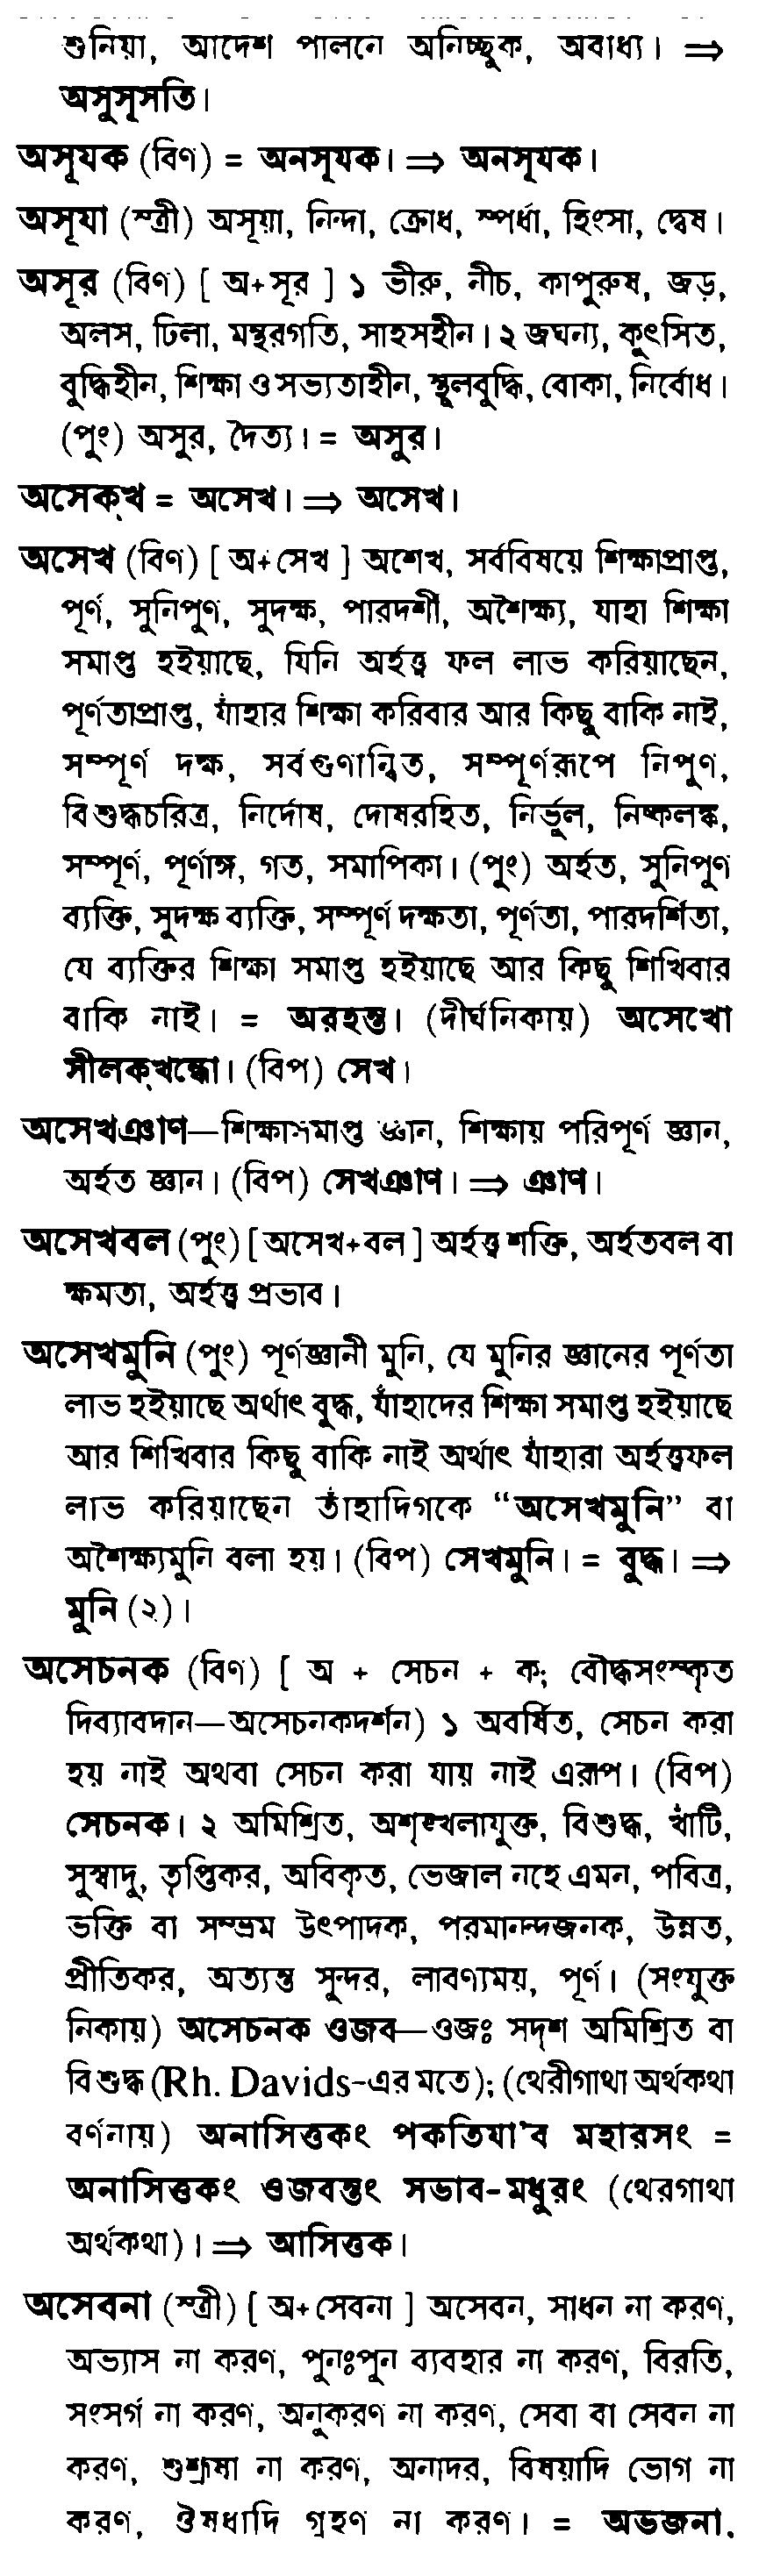 শুনিয়া, আদেশ পালনে অনিচ্ছুক, অবাধ্য। ⇒
অসুসূসতি।
অসূযক (বিণ) = অনসূযক। ⇒ অনসূযক।
অসূযা (স্ত্রী) অসূয়া, নিন্দা, ক্রোধ, স্পর্ধা, হিংসা, দ্বেষ।
অসূর (বিণ) [ অ+সূর ] ১ ভীরু, নীচ, কাপুরুষ, জড়,
অলস, ঢিলা, মন্থরগতি, সাহসহীন। ২ জঘন্য, কুৎসিত,
বুদ্ধিহীন, শিক্ষা ও সভ্যতাহীন, স্থূলবুদ্ধি, বোকা, নির্বোধ।
(পুং) অসুর, দৈত্য। = অসুর।
অসেক্‌খ = অসেখ। ⇒ অসেখ।
অসেখ (বিণ) [ অ+সেখ ] অশেখ, সর্ববিষয়ে শিক্ষাপ্রাপ্ত,
পূর্ণ, সুনিপুণ, সুদক্ষ, পারদর্শী, অশৈক্ষ্য, যাহা শিক্ষা
সমাপ্ত হইয়াছে, যিনি অর্হত্ত্ব ফল লাভ করিয়াছেন,
পূর্ণতাপ্রাপ্ত, যাঁহার শিক্ষা করিবার আর কিছু বাকি নাই,
সম্পূর্ণ দক্ষ, সর্বগুণান্বিত, সম্পূর্ণরূপে নিপুণ,
বিশুদ্ধচরিত্র, নির্দোষ, দোষরহিত, নির্ভুল, নিষ্কলঙ্ক,
সম্পূর্ণ, পূর্ণাঙ্গ, গত, সমাপিকা। (পুং) অর্হত, সুনিপুণ
ব্যক্তি, সুদক্ষ ব্যক্তি, সম্পূর্ণ দক্ষতা, পূর্ণতা, পারদর্শিতা,
যে ব্যক্তির শিক্ষা সমাপ্ত হইয়াছে আর কিছু শিখিবার
বাকি নাই। = অরহন্ত। (দীর্ঘনিকায়) অসেখো
সীলক্‌খন্ধো। (বিপ) সেখ।
অসেখঞাণ—শিক্ষাসমাপ্ত জ্ঞান, শিক্ষায় পরিপূর্ণ জ্ঞান,
অর্হত জ্ঞান। (বিপ) সেখঞাণ। ⇒ ঞাণ।
অসেখবল (পুং) [ অসেখ+বল ] অর্হত্ত্ব শক্তি, অর্হতবল বা
ক্ষমতা, অর্হত্ত্ব প্রভাব।
অসেখমুনি (পুং) পূর্ণজ্ঞানী মুনি, যে মুনির জ্ঞানের পূর্ণতা
লাভ হইয়াছে অর্থাৎ বুদ্ধ, যাঁহাদের শিক্ষা সমাপ্ত হইয়াছে
আর শিখিবার কিছু বাকি নাই অর্থাৎ যাঁহারা অর্হত্ত্বফল
লাভ করিয়াছেন তাঁহাদিগকে “অসেখমুনি” বা
অশৈক্ষ্যমুনি বলা হয়। (বিপ) সেখমুনি। = বুদ্ধ। ⇒
মুনি (২)।
অসেচনক (বিণ) [ অ + সেচন + ক; বৌদ্ধসংস্কৃত
দিব্যাবদান—অসেচনকদর্শন) ১ অবর্ষিত, সেচন করা
হয় নাই অথবা সেচন করা যায় নাই এরূপ। (বিপ)
সেচনক। ২ অমিশ্রিত, অশৃঙ্খলাযুক্ত, বিশুদ্ধ, খাঁটি,
সুস্বাদু, তৃপ্তিকর, অবিকৃত, ভেজাল নহে এমন, পবিত্র,
ভক্তি বা সম্ভ্রম উৎপাদক, পরমানন্দজনক, উন্নত,
প্রীতিকর, অত্যন্ত সুন্দর, লাবণ্যময়, পূর্ণ। (সংযুক্ত
নিকায়) অসেচনক ওজব—ওজঃ সদৃশ অমিশ্রিত বা
বিশুদ্ধ (Rh. Davids-এর মতে); (থেরীগাথা অর্থকথা
বর্ণনায়) অনাসিত্তকং পকতিযা'ব মহারসং =
অনাসিত্তকং ওজবন্তং সভাব-মধুরং (থেরগাথা
অর্থকথা)। ⇒ আসিত্তক।
অসেবনা (স্ত্রী) [ অ+সেবনা ] অসেবন, সাধন না করণ,
অভ্যাস না করণ, পুনঃপুন ব্যবহার না করণ, বিরতি,
সংসর্গ না করণ, অনুকরণ না করণ, সেবা বা সেবন না
করণ, শুশ্রূষা না করণ, অনাদর, বিষয়াদি ভোগ না
করণ, ঔষধাদি গ্রহণ না করণ। = অভজনা,